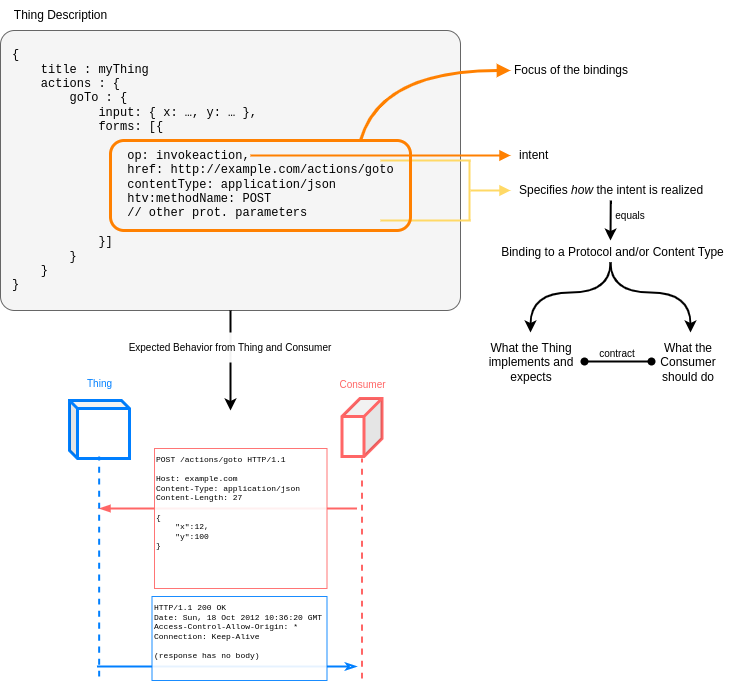 Thing Description
{
title : myThing
actions : {
goTo : {
input: { x: …, y: … },
forms: [{
op: invokeaction,
href: http://example.com/actions/goto
contentType: application/json
htv:methodName: POST
// other prot. parameters
}]
}
}
}
Focus of the bindings
intent
Specifies how the intent is realized
equals
Binding to a Protocol and/or Content Type
What the Thing
implements and
expects
contract
What the
Consumer
should do
Expected Behavior from Thing and Consumer
Thing
Consumer
POST /actions/goto HTTP/1.1
Host: example.com
Content-Type: application/json
Content-Length: 27
{
"x":12,
"y":100
}
HTTP/1.1 200 OK
Date: Sun, 18 Oct 2012 10:36:20 GMT
Access-Control-Allow-Origin: *
Connection: Keep-Alive
(response has no body)